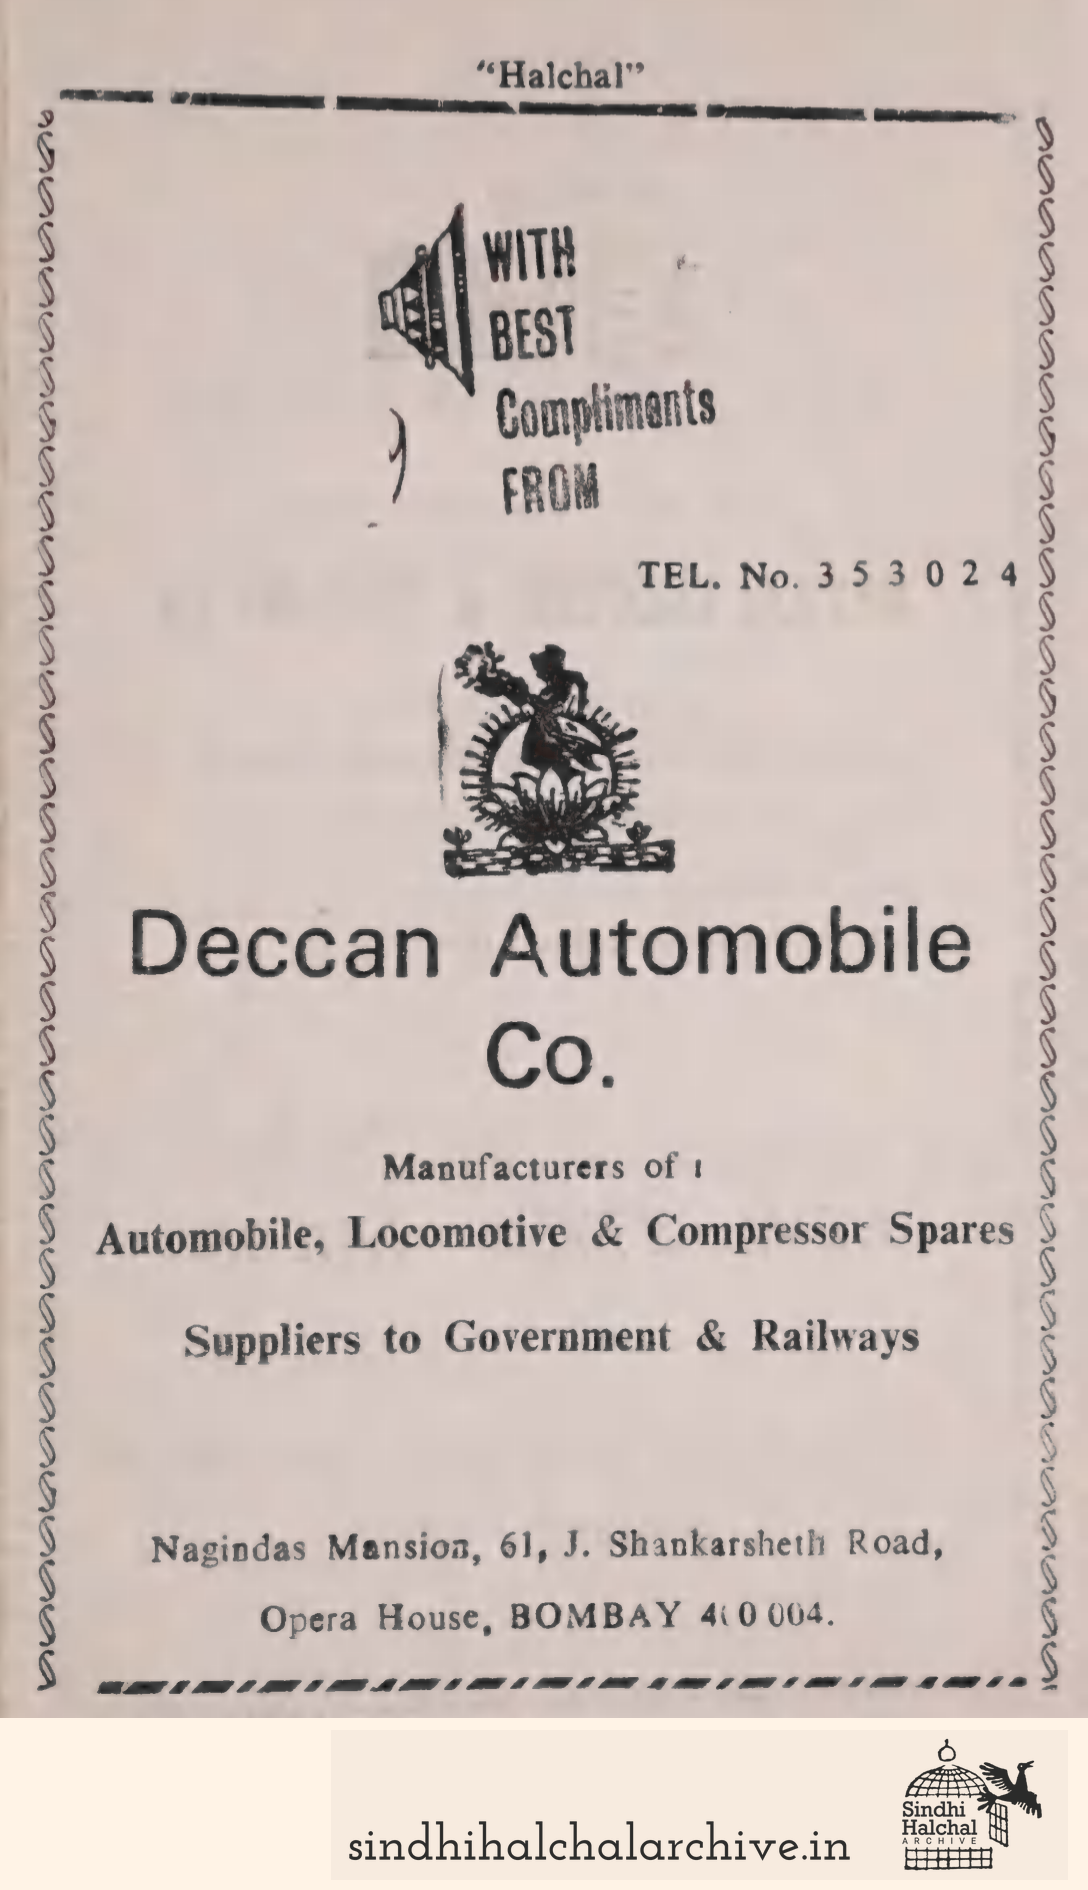 “Halchal”
WITH
BEST
Compliments
FROM
TEL. No. 3 5 3 0 2 4
Deccan Automobile
Co.
Manufacturers of :
Automobile, Locomotive & Compressor Spares
Suppliers to Government & Railways
Nagindas Mansion, 61, J. Shankarsheth Road,
Opera House, BOMBAY 400 004.
sindhihalchalarchive.in
Sindhi
Halchal
ARCHIVE